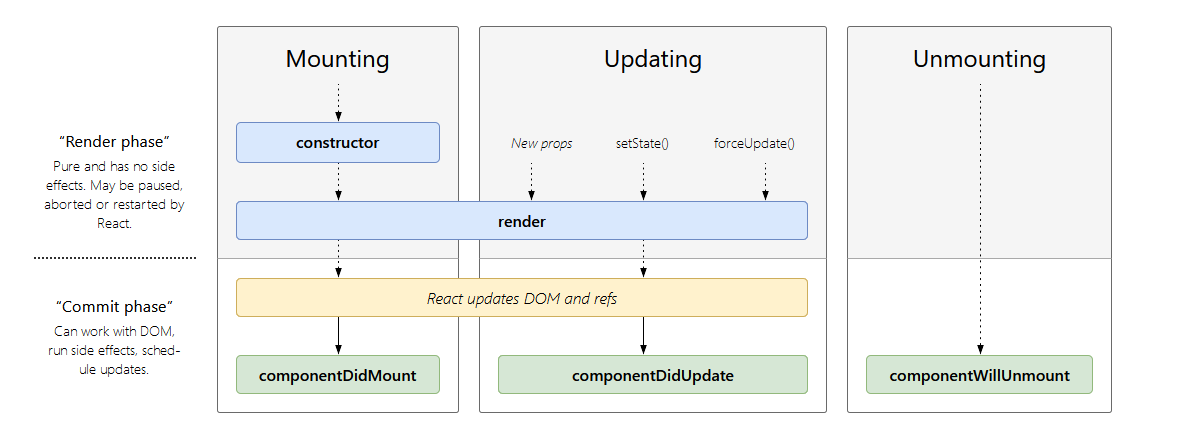 Mounting
Updating
Unmounting
“Render phase”
Pure and has no side
effects. May be paused,
aborted or restarted by
React.
constructor
New props
setState()
forceUpdate()
render
“Commit phase”
Can work with DOM,
run side effects, sched-
ule updates.
React updates DOM and refs
componentDidMount
componentDidUpdate
componentWillUnmount